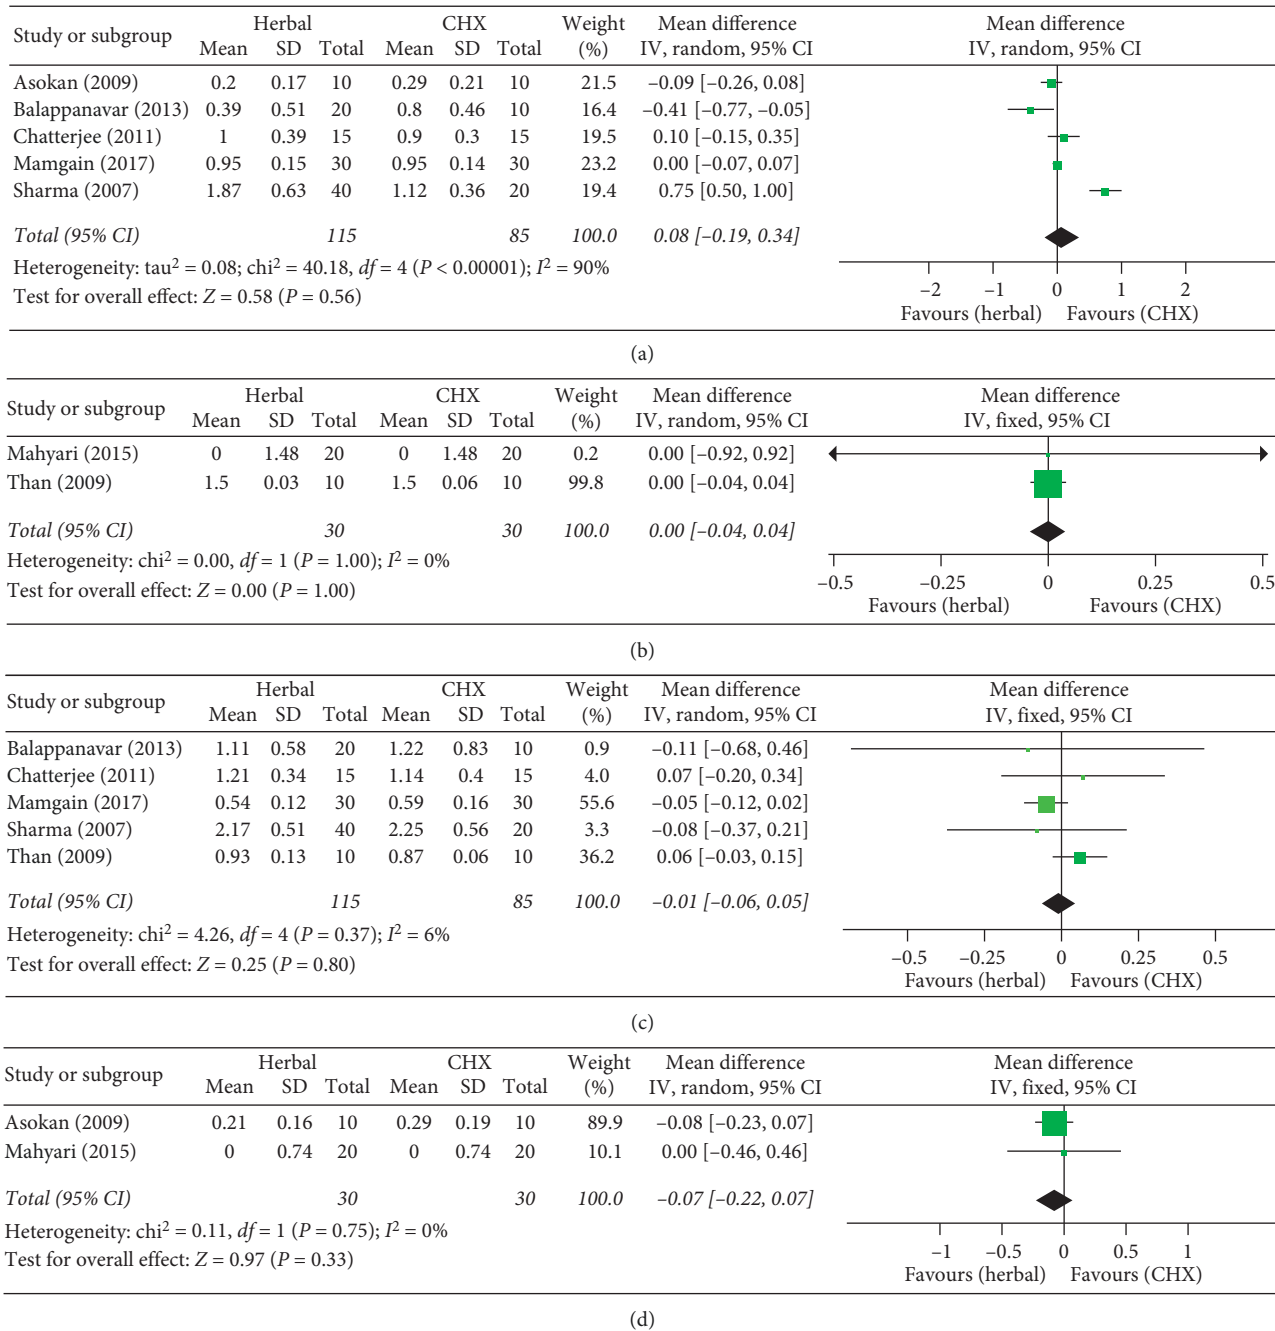 Study or subgroup Herbal CHX Weight Mean difference Mean difference
Mean SD Total Mean SD Total (%) IV, random, 95% CI IV, random, 95% CI
Asokan (2009) 0.2 0.17 10 0.29 0.21 10 21.5 −0.09 [−0.26, 0.08]
Balappanavar (2013) 0.39 0.51 20 0.8 0.46 10 16.4 −0.41 [−0.77, −0.05]
Chatterjee (2011) 1 0.39 15 0.9 0.3 15 19.5 0.10 [−0.15, 0.35]
Mamgain (2017) 0.95 0.15 30 0.95 0.14 30 23.2 0.00 [−0.07, 0.07]
Sharma (2007) 1.87 0.63 40 1.12 0.36 20 19.4 0.75 [0.50, 1.00]
Total (95% CI) 115 85 100.0 0.08 [−0.19, 0.34]
Heterogeneity: tau² = 0.08; chi² = 40.18, df = 4 (P < 0.00001); I² = 90%
Test for overall effect: Z = 0.58 (P = 0.56)
−2 −1 0 1 2
Favours (herbal) Favours (CHX)
(a)
Study or subgroup Herbal CHX Weight Mean difference Mean difference
Mean SD Total Mean SD Total (%) IV, random, 95% CI IV, fixed, 95% CI
Mahyari (2015) 0 1.48 20 0 1.48 20 0.2 0.00 [−0.92, 0.92]
Than (2009) 1.5 0.03 10 1.5 0.06 10 99.8 0.00 [−0.04, 0.04]
Total (95% CI) 30 30 100.0 0.00 [−0.04, 0.04]
Heterogeneity: chi² = 0.00, df = 1 (P = 1.00); I² = 0%
Test for overall effect: Z = 0.00 (P = 1.00)
−0.5 −0.25 0 0.25 0.5
Favours (herbal) Favours (CHX)
(b)
Study or subgroup Herbal CHX Weight Mean difference Mean difference
Mean SD Total Mean SD Total (%) IV, random, 95% CI IV, fixed, 95% CI
Balappanavar (2013) 1.11 0.58 20 1.22 0.83 10 0.9 −0.11 [−0.68, 0.46]
Chatterjee (2011) 1.21 0.34 15 1.14 0.4 15 4.0 0.07 [−0.20, 0.34]
Mamgain (2017) 0.54 0.12 30 0.59 0.16 30 55.6 −0.05 [−0.12, 0.02]
Sharma (2007) 2.17 0.51 40 2.25 0.56 20 3.3 −0.08 [−0.37, 0.21]
Than (2009) 0.93 0.13 10 0.87 0.06 10 36.2 0.06 [−0.03, 0.15]
Total (95% CI) 115 85 100.0 −0.01 [−0.06, 0.05]
Heterogeneity: chi² = 4.26, df = 4 (P = 0.37); I² = 6%
Test for overall effect: Z = 0.25 (P = 0.80)
−0.5 −0.25 0 0.25 0.5
Favours (herbal) Favours (CHX)
(c)
Study or subgroup Herbal CHX Weight Mean difference Mean difference
Mean SD Total Mean SD Total (%) IV, random, 95% CI IV, fixed, 95% CI
Asokan (2009) 0.21 0.16 10 0.29 0.19 10 89.9 −0.08 [−0.23, 0.07]
Mahyari (2015) 0 0.74 20 0 0.74 20 10.1 0.00 [−0.46, 0.46]
Total (95% CI) 30 30 100.0 −0.07 [−0.22, 0.07]
Heterogeneity: chi² = 0.11, df = 1 (P = 0.75); I² = 0%
Test for overall effect: Z = 0.97 (P = 0.33)
−1 −0.5 0 0.5 1
Favours (herbal) Favours (CHX)
(d)